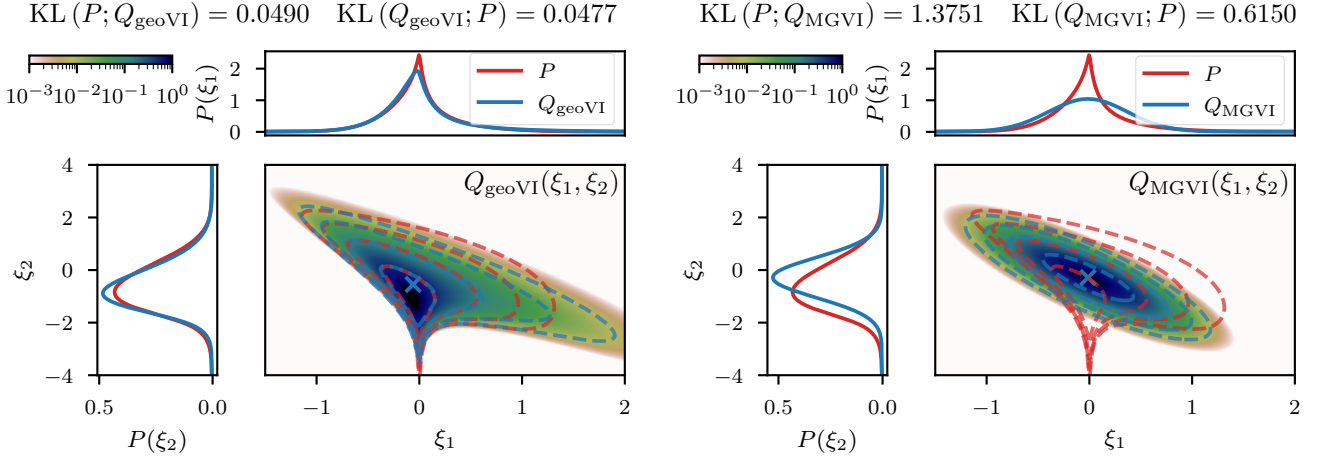 KL (P; Q_geoVI) = 0.0490 KL (Q_geoVI; P) = 0.0477
10⁻³ 10⁻² 10⁻¹ 10⁰
P(ξ₁)
2
1
0
P
Q_geoVI
ξ₂
4
2
0
−2
−4
0.5 0.0
P(ξ₂)
Q_geoVI(ξ₁, ξ₂)
−1 0 1 2
ξ₁
KL (P; Q_MGVI) = 1.3751 KL (Q_MGVI; P) = 0.6150
10⁻³ 10⁻² 10⁻¹ 10⁰
P(ξ₁)
2
1
0
P
Q_MGVI
ξ₂
4
2
0
−2
−4
0.5 0.0
P(ξ₂)
Q_MGVI(ξ₁, ξ₂)
−1 0 1 2
ξ₁